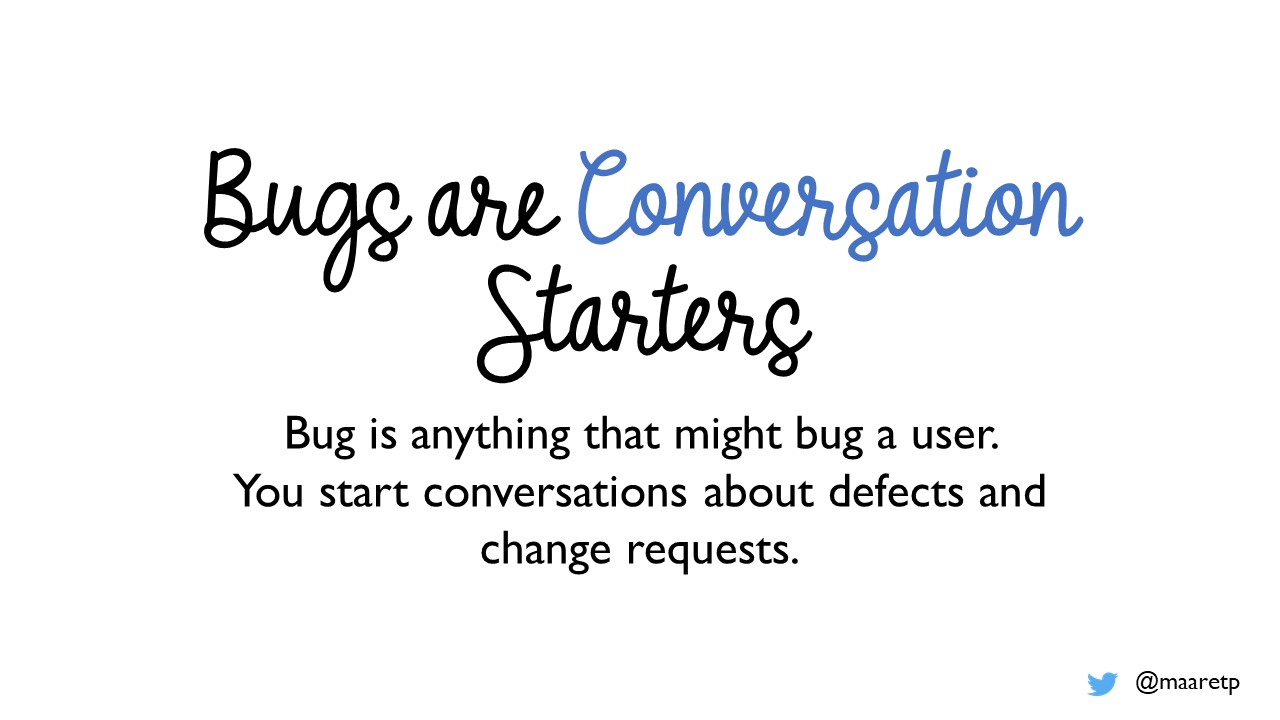 Bugs are Conversation
Starters
Bug is anything that might bug a user.
You start conversations about defects and
change requests.
@maaretp